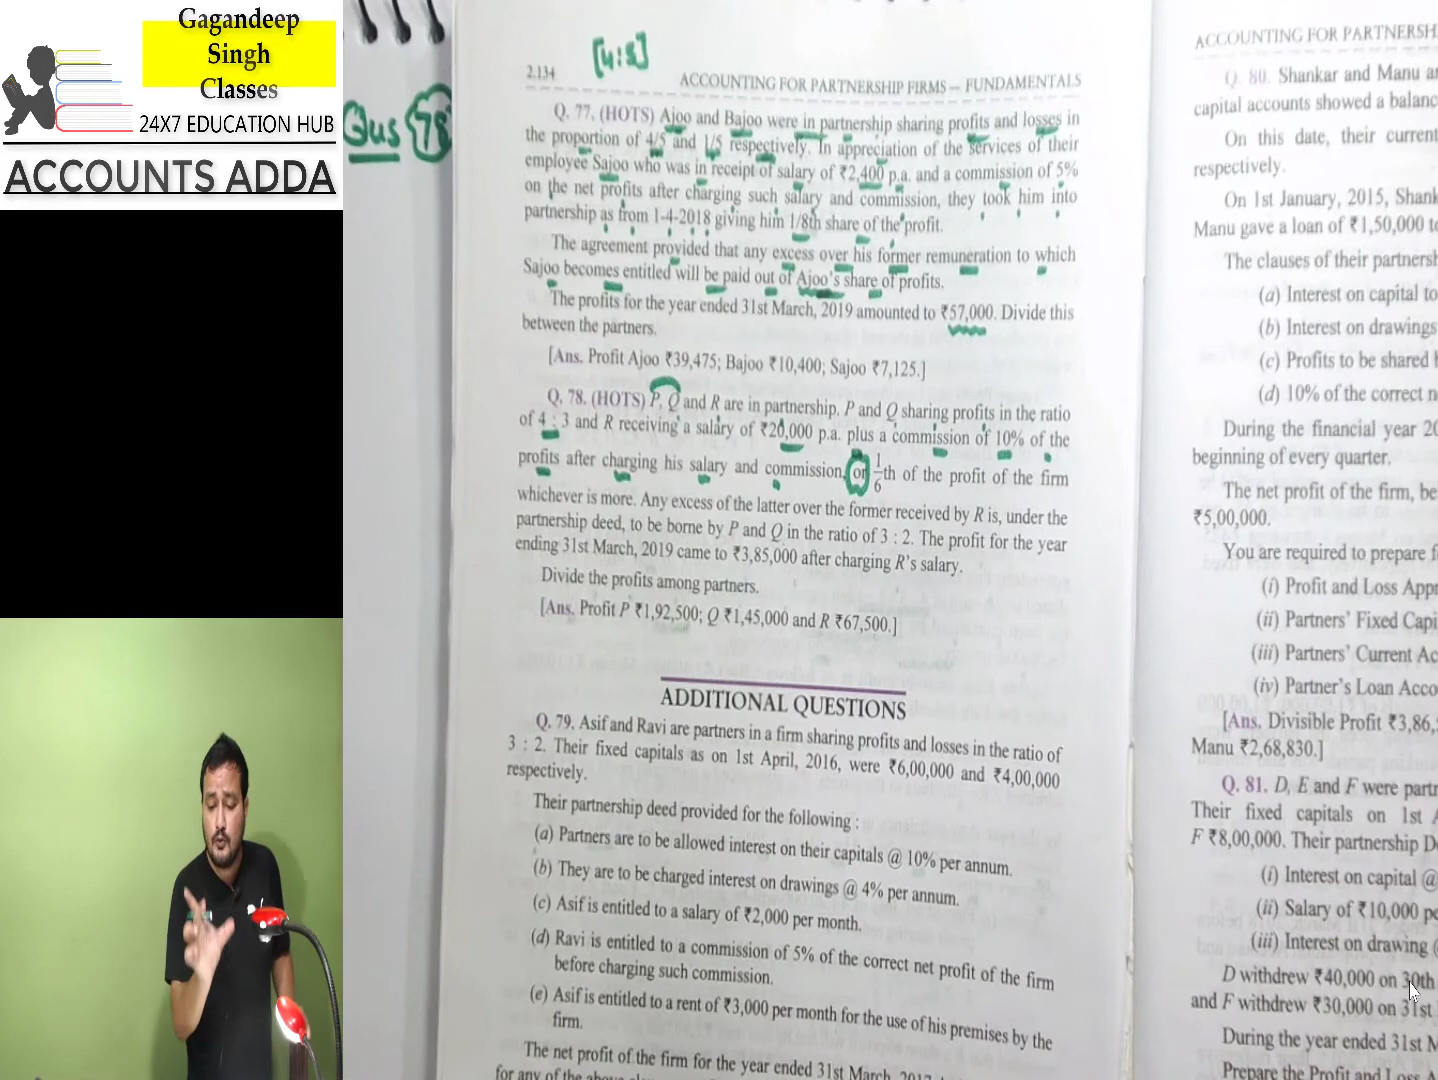 Gagandeep
Singh
Classes
24X7 EDUCATION HUB
ACCOUNTS ADDA
Qus 78
[4:3]
2.134
ACCOUNTING FOR PARTNERSHIP FIRMS — FUNDAMENTALS
Q. 77. (HOTS) Ajoo and Bajoo were in partnership sharing profits and losses in
the proportion of 4/5 and 1/5 respectively. In appreciation of the services of their
employee Sajoo who was in receipt of salary of ₹2,400 p.a. and a commission of 5%
on the net profits after charging such salary and commission, they took him into
partnership as from 1-4-2018 giving him 1/8th share of the profit.
The agreement provided that any excess over his former remuneration to which
Sajoo becomes entitled will be paid out of Ajoo's share of profits.
The profits for the year ended 31st March, 2019 amounted to ₹57,000. Divide this
between the partners.
[Ans. Profit Ajoo ₹39,475; Bajoo ₹10,400; Sajoo ₹7,125.]
Q. 78. (HOTS) P, Q and R are in partnership. P and Q sharing profits in the ratio
of 4 : 3 and R receiving a salary of ₹20,000 p.a. plus a commission of 10% of the
profits after charging his salary and commission, or 1/6 th of the profit of the firm
whichever is more. Any excess of the latter over the former received by R is, under the
partnership deed, to be borne by P and Q in the ratio of 3 : 2. The profit for the year
ending 31st March, 2019 came to ₹3,85,000 after charging R's salary.
Divide the profits among partners.
[Ans. Profit P ₹1,92,500; Q ₹1,45,000 and R ₹67,500.]
ADDITIONAL QUESTIONS
Q. 79. Asif and Ravi are partners in a firm sharing profits and losses in the ratio of
3 : 2. Their fixed capitals as on 1st April, 2016, were ₹6,00,000 and ₹4,00,000
respectively.
Their partnership deed provided for the following :
(a) Partners are to be allowed interest on their capitals @ 10% per annum.
(b) They are to be charged interest on drawings @ 4% per annum.
(c) Asif is entitled to a salary of ₹2,000 per month.
(d) Ravi is entitled to a commission of 5% of the correct net profit of the firm
before charging such commission.
(e) Asif is entitled to a rent of ₹3,000 per month for the use of his premises by the
firm.
The net profit of the firm for the year ended 31st March, 2017
for any of the above
ACCOUNTING FOR PARTNERSH
Q. 80. Shankar and Manu ar
capital accounts showed a balanc
On this date, their current
respectively.
On 1st January, 2015, Shank
Manu gave a loan of ₹1,50,000 to
The clauses of their partnersh
(a) Interest on capital to
(b) Interest on drawings
(c) Profits to be shared b
(d) 10% of the correct n
During the financial year 20
beginning of every quarter.
The net profit of the firm, be
₹5,00,000.
You are required to prepare f
(i) Profit and Loss Appr
(ii) Partners' Fixed Capi
(iii) Partners' Current Ac
(iv) Partner's Loan Acco
[Ans. Divisible Profit ₹3,86,
Manu ₹2,68,830.]
Q. 81. D, E and F were partn
Their fixed capitals on 1st A
F ₹8,00,000. Their partnership De
(i) Interest on capital @
(ii) Salary of ₹10,000 pe
(iii) Interest on drawing (
D withdrew ₹40,000 on 30th
and F withdrew ₹30,000 on 31st
During the year ended 31st M
Prepare the Profit and Loss A